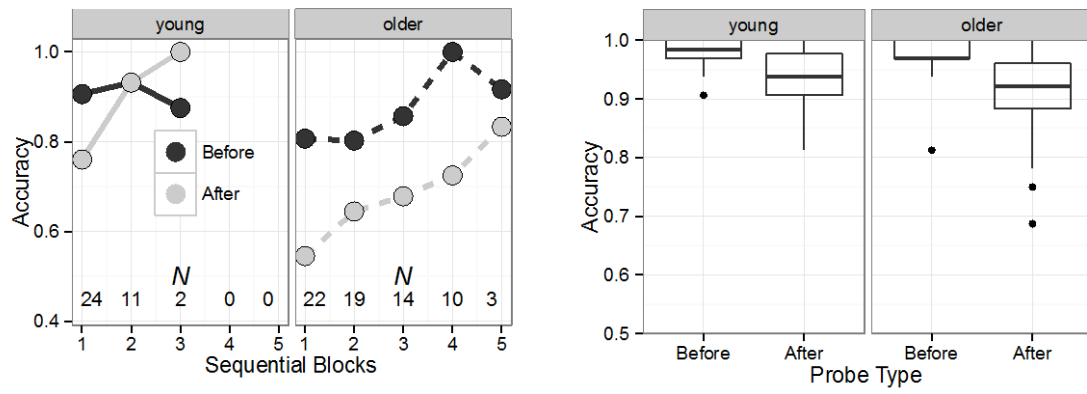 young older
1.0
0.8
0.6
0.4
Accuracy
Before
After
N N
24 11 2 0 0 22 19 14 10 3
1 2 3 4 5 1 2 3 4 5
Sequential Blocks
young older
1.0
0.9
0.8
0.7
0.6
0.5
Accuracy
Before After Before After
Probe Type